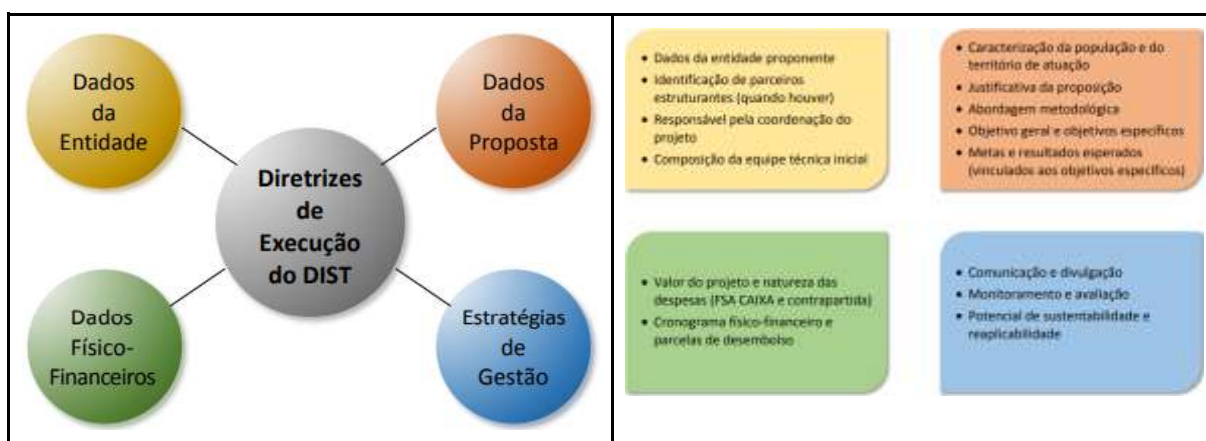 Dados
da
Entidade
Dados
da
Proposta
Diretrizes
de
Execução
do DIST
Dados
Físico-
Financeiros
Estratégias
de
Gestão
• Dados da entidade proponente
• Identificação de parceiros
estruturantes (quando houver)
• Responsável pela coordenação do
projeto
• Composição da equipe técnica inicial
• Caracterização da população e do
território de atuação
• Justificativa da proposição
• Abordagem metodológica
• Objetivo geral e objetivos específicos
• Metas e resultados esperados
(vinculados aos objetivos específicos)
• Valor do projeto e natureza das
despesas (FSA CAIXA e contrapartida)
• Cronograma físico-financeiro e
parcelas de desembolso
• Comunicação e divulgação
• Monitoramento e avaliação
• Potencial de sustentabilidade e
reaplicabilidade